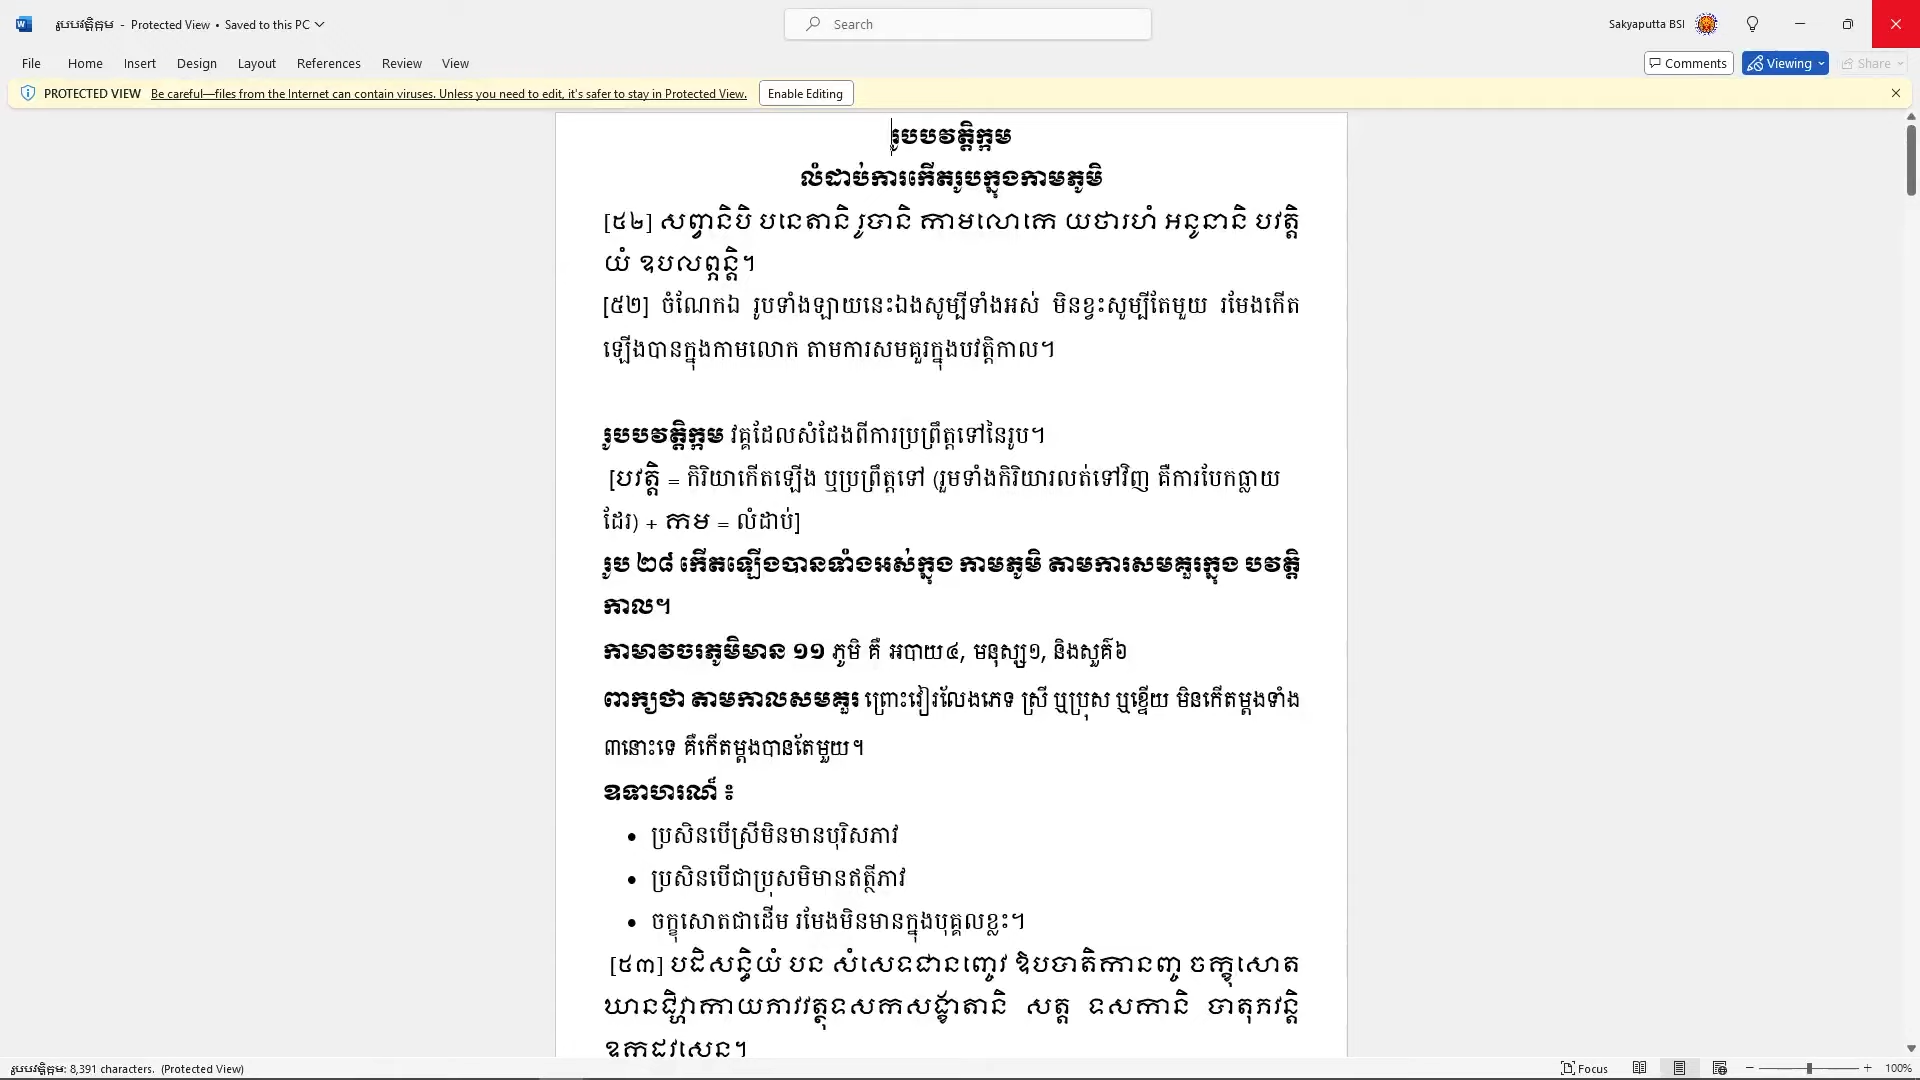 រូបបវត្តិក្កម - Protected View • Saved to this PC
Search
Sakyaputta BSI
File Home Insert Design Layout References Review View
Comments Viewing Share
PROTECTED VIEW Be careful—files from the Internet can contain viruses. Unless you need to edit, it's safer to stay in Protected View. Enable Editing
រូបបវត្តិក្កម
លំដាប់ការកើតរូបក្នុងកាមភូមិ
[៥២] សព្វានិបិ បនេតានិ រូបានិ កាមលោកេ យថារហំ អនូនានិ បវត្តិ
យំ ឧបលព្ភន្តិ។
[៥២] ចំណែកឯ រូបទាំងឡាយនេះឯងសូម្បីទាំងអស់ មិនខ្វះសូម្បីតែមួយ រមែងកើត
ឡើងបានក្នុងកាមលោក តាមការសមគួរក្នុងបវត្តិកាល។
រូបបវត្តិក្កម វគ្គដែលសំដែងពីការប្រព្រឹត្តទៅនៃរូប។
[បវត្តិ = កិរិយាកើតឡើង ឬប្រព្រឹត្តទៅ (រួមទាំងកិរិយារលត់ទៅវិញ គឺការបែកធ្លាយ
ដែរ) + កាម = លំដាប់]
រូប ២៨ កើតឡើងបានទាំងអស់ក្នុង កាមភូមិ តាមការសមគួរក្នុង បវត្តិ
កាល។
កាមាវចរភូមិមាន ១១ ភូមិ គឺ អបាយ៤, មនុស្ស១, និងសួគ៌៦
ពាក្យថា តាមកាលសមគួរ ព្រោះវៀរលែងភេទ ស្រី ឬប្រុស ឬខ្ទើយ មិនកើតម្តងទាំង
៣នោះទេ គឺកើតម្តងបានតែមួយ។
ឧទាហរណ៏ ៖
• ប្រសិនបើស្រីមិនមានបុរិសភាវ
• ប្រសិនបើជាប្រុសមិមានឥត្ថីភាវ
• ចក្ខុសោតជាដើម រមែងមិនមានក្នុងបុគ្គលខ្លះ។
[៥៣] បដិសន្ធិយំ បន សំសេទជានញ្ចេវ ឱបបាតិកានញ្ច ចក្ខុសោត
ឃានជិវ្ហាកាយភាវវត្ថុទសកសង្ខាតានិ សត្ត ទសកានិ បាតុភវន្តិ
ឧក្កដ្ឋវសេន។
រូបបវត្តិក្កម: 8,391 characters. (Protected View)
Focus
100%